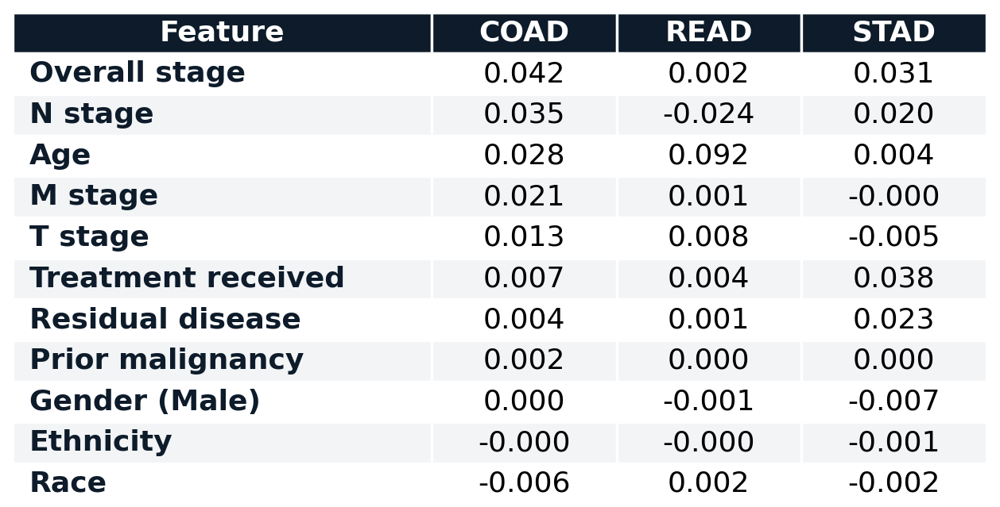 Feature COAD READ STAD
Overall stage 0.042 0.002 0.031
N stage 0.035 -0.024 0.020
Age 0.028 0.092 0.004
M stage 0.021 0.001 -0.000
T stage 0.013 0.008 -0.005
Treatment received 0.007 0.004 0.038
Residual disease 0.004 0.001 0.023
Prior malignancy 0.002 0.000 0.000
Gender (Male) 0.000 -0.001 -0.007
Ethnicity -0.000 -0.000 -0.001
Race -0.006 0.002 -0.002